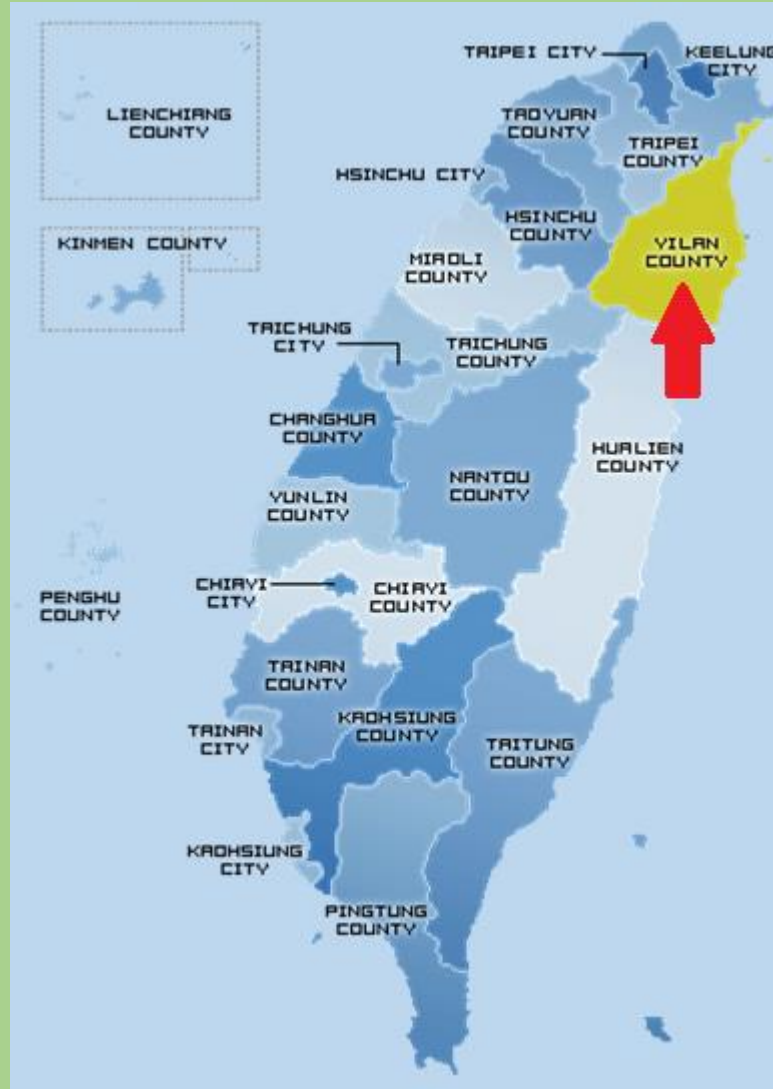 TAIPEI CITY
KEELUNG
CITY
LIENCHIANG
COUNTY
TAOYUAN
COUNTY
TAIPEI
COUNTY
HSINCHU CITY
HSINCHU
COUNTY
KINMEN COUNTY
YILAN
COUNTY
MIAOLI
COUNTY
TAICHUNG
CITY
TAICHUNG
COUNTY
CHANGHUA
COUNTY
HUALIEN
COUNTY
NANTOU
COUNTY
YUNLIN
COUNTY
CHIAYI
CITY
CHIAYI
COUNTY
PENGHU
COUNTY
TAINAN
COUNTY
KAOHSIUNG
COUNTY
TAINAN
CITY
TAITUNG
COUNTY
KAOHSIUNG
CITY
PINGTUNG
COUNTY